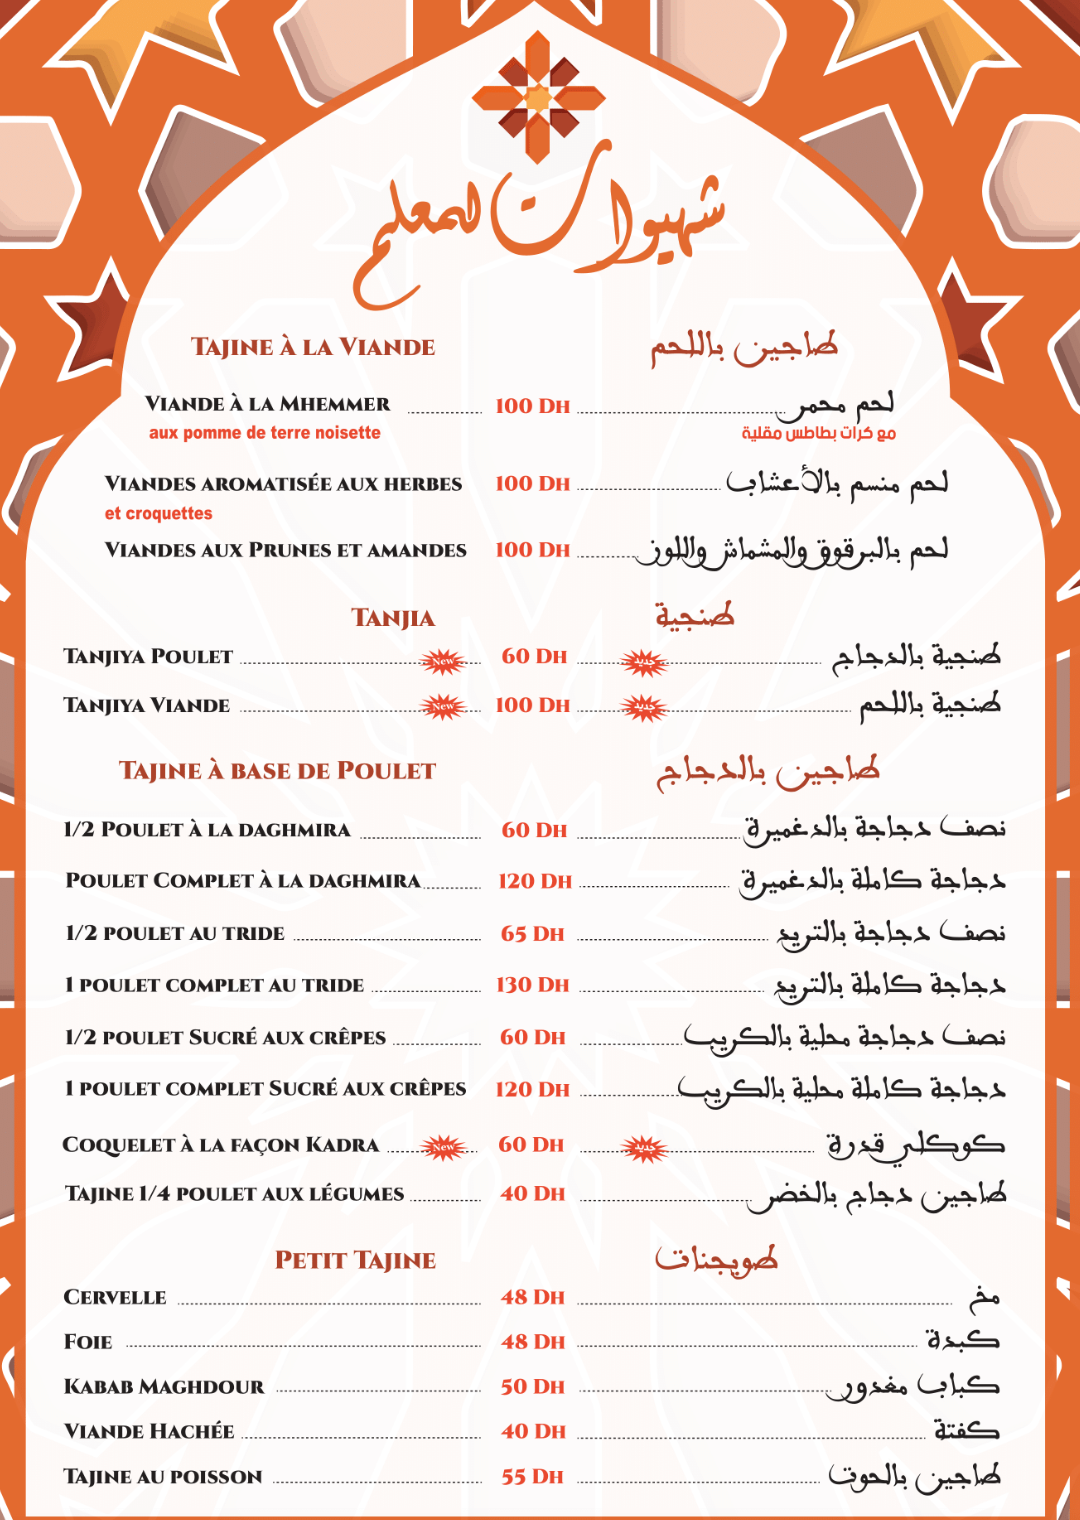 شهيوات لمعلم
Tajine à la Viande طاجين باللحم
Viande à la Mhemmer 100 Dh لحم محمر
aux pomme de terre noisette مع كرات بطاطس مقلية
Viandes aromatisée aux herbes 100 Dh لحم منسم بالأعشاب
et croquettes
Viandes aux Prunes et amandes 100 Dh لحم بالبرقوق والمشماش واللوز
Tanjia طنجية
Tanjiya Poulet New 60 Dh جديد طنجية بالدجاج
Tanjiya Viande New 100 Dh جديد طنجية باللحم
Tajine à base de Poulet طاجين بالدجاج
1/2 Poulet à la daghmira 60 Dh نصف دجاجة بالدغميرة
Poulet Complet à la daghmira 120 Dh دجاجة كاملة بالدغميرة
1/2 poulet au tride 65 Dh نصف دجاجة بالتريد
1 poulet complet au tride 130 Dh دجاجة كاملة بالتريد
1/2 poulet Sucré aux crêpes 60 Dh نصف دجاجة محلية بالكريب
1 poulet complet Sucré aux crêpes 120 Dh دجاجة كاملة محلية بالكريب
Coquelet à la façon Kadra New 60 Dh جديد كوكلي قدرة
Tajine 1/4 poulet aux légumes 40 Dh طاجين دجاج بالخضر
Petit Tajine طويجنات
Cervelle 48 Dh مخ
Foie 48 Dh كبدة
Kabab Maghdour 50 Dh كباب مغدور
Viande Hachée 40 Dh كفتة
Tajine au poisson 55 Dh طاجين بالحوت